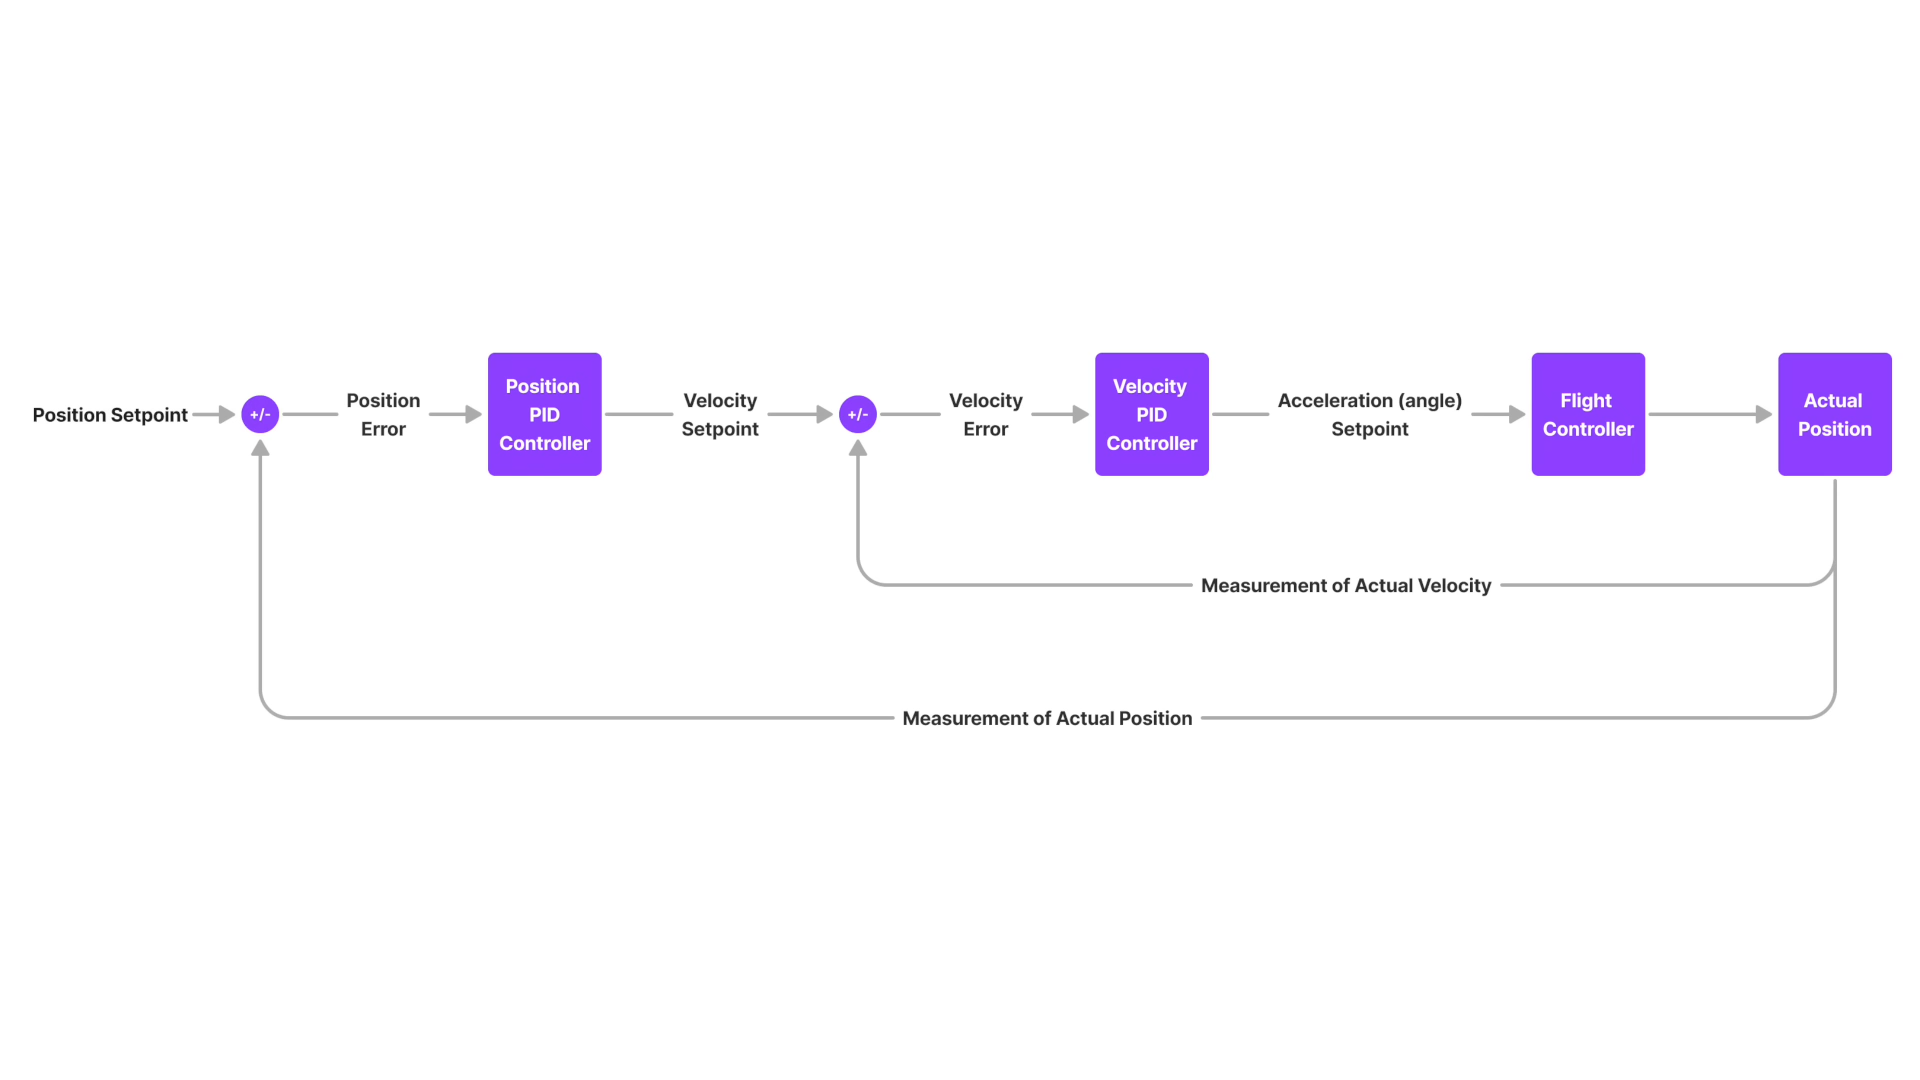 Position Setpoint
+/-
Position
Error
Position
PID
Controller
Velocity
Setpoint
+/-
Velocity
Error
Velocity
PID
Controller
Acceleration (angle)
Setpoint
Flight
Controller
Actual
Position
Measurement of Actual Velocity
Measurement of Actual Position